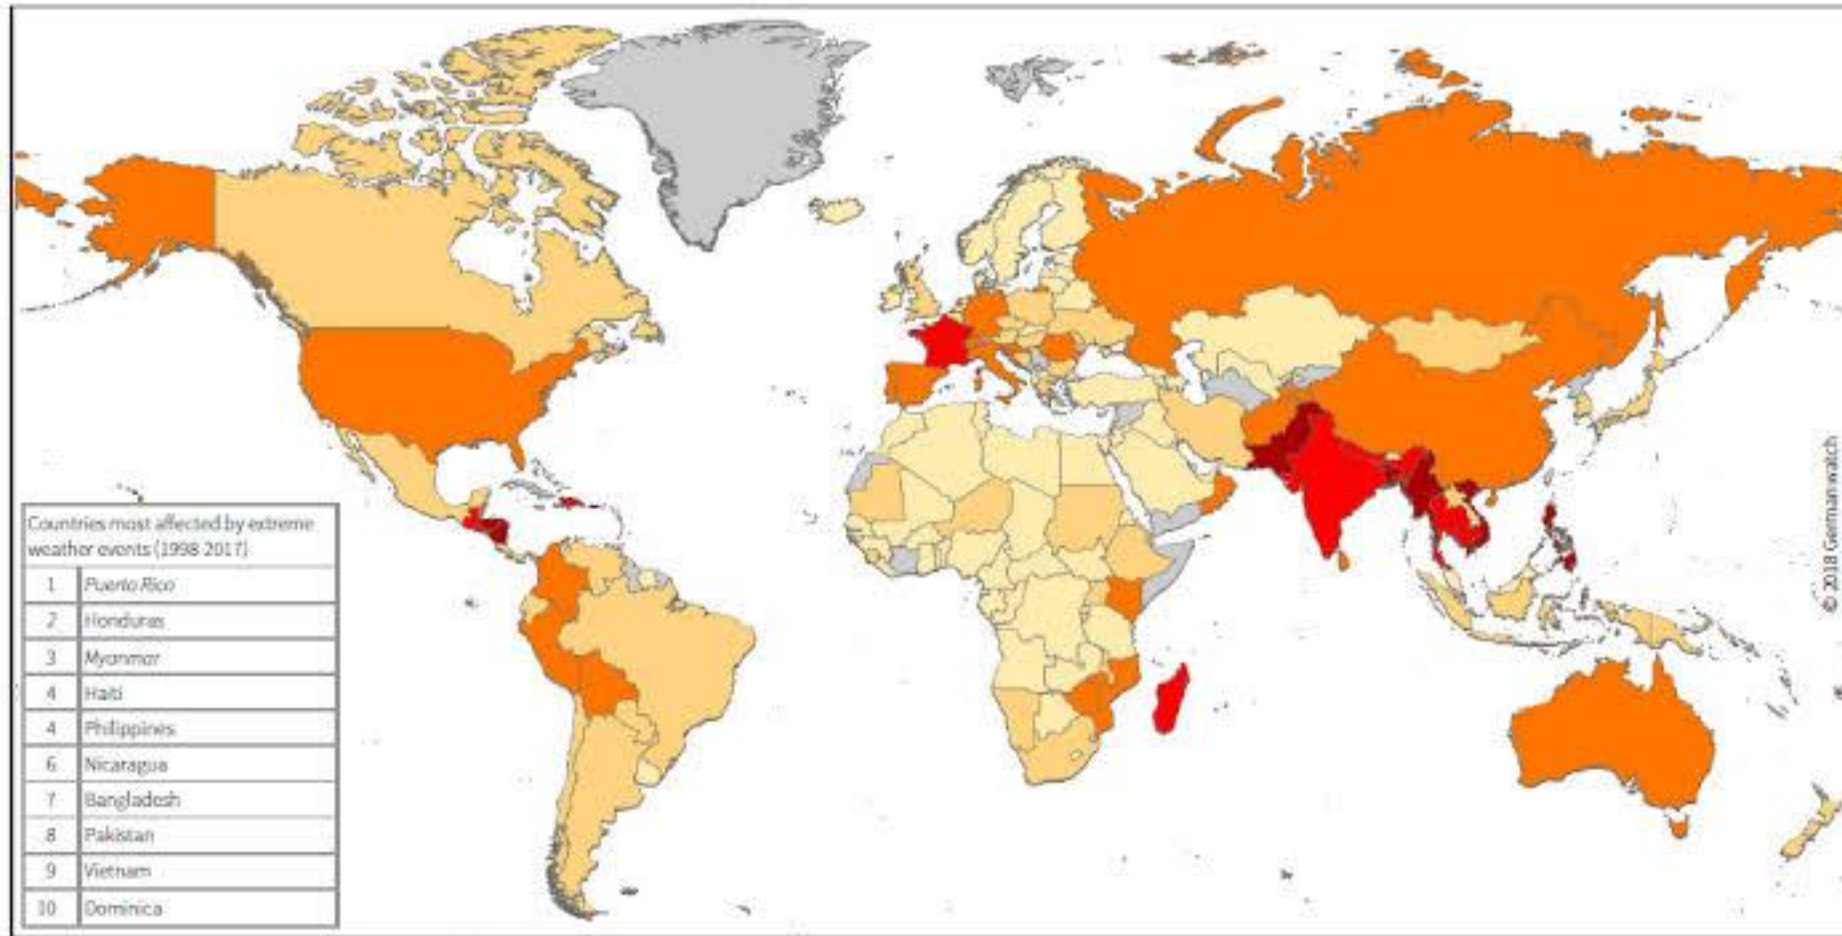 Countries most affected by extreme
weather events (1998 2017)
1 Puerto Rico
2 Honduras
3 Myanmar
4 Haiti
4 Philippines
6 Nicaragua
7 Bangladesh
8 Pakistan
9 Vietnam
10 Dominica
© 2018 Germanwatch